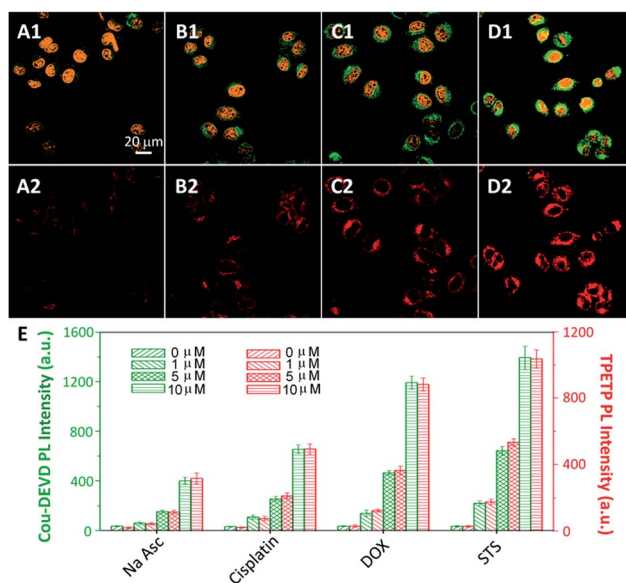 A1
B1
C1
D1
20 μm
A2
B2
C2
D2
E
1600
1200
800
400
0
Cou-DEVD PL Intensity (a.u.)
0 μM
1 μM
5 μM
10 μM
0 μM
1 μM
5 μM
10 μM
1200
800
400
0
TPETP PL Intensity (a.u.)
Na Asc
Cisplatin
DOX
STS